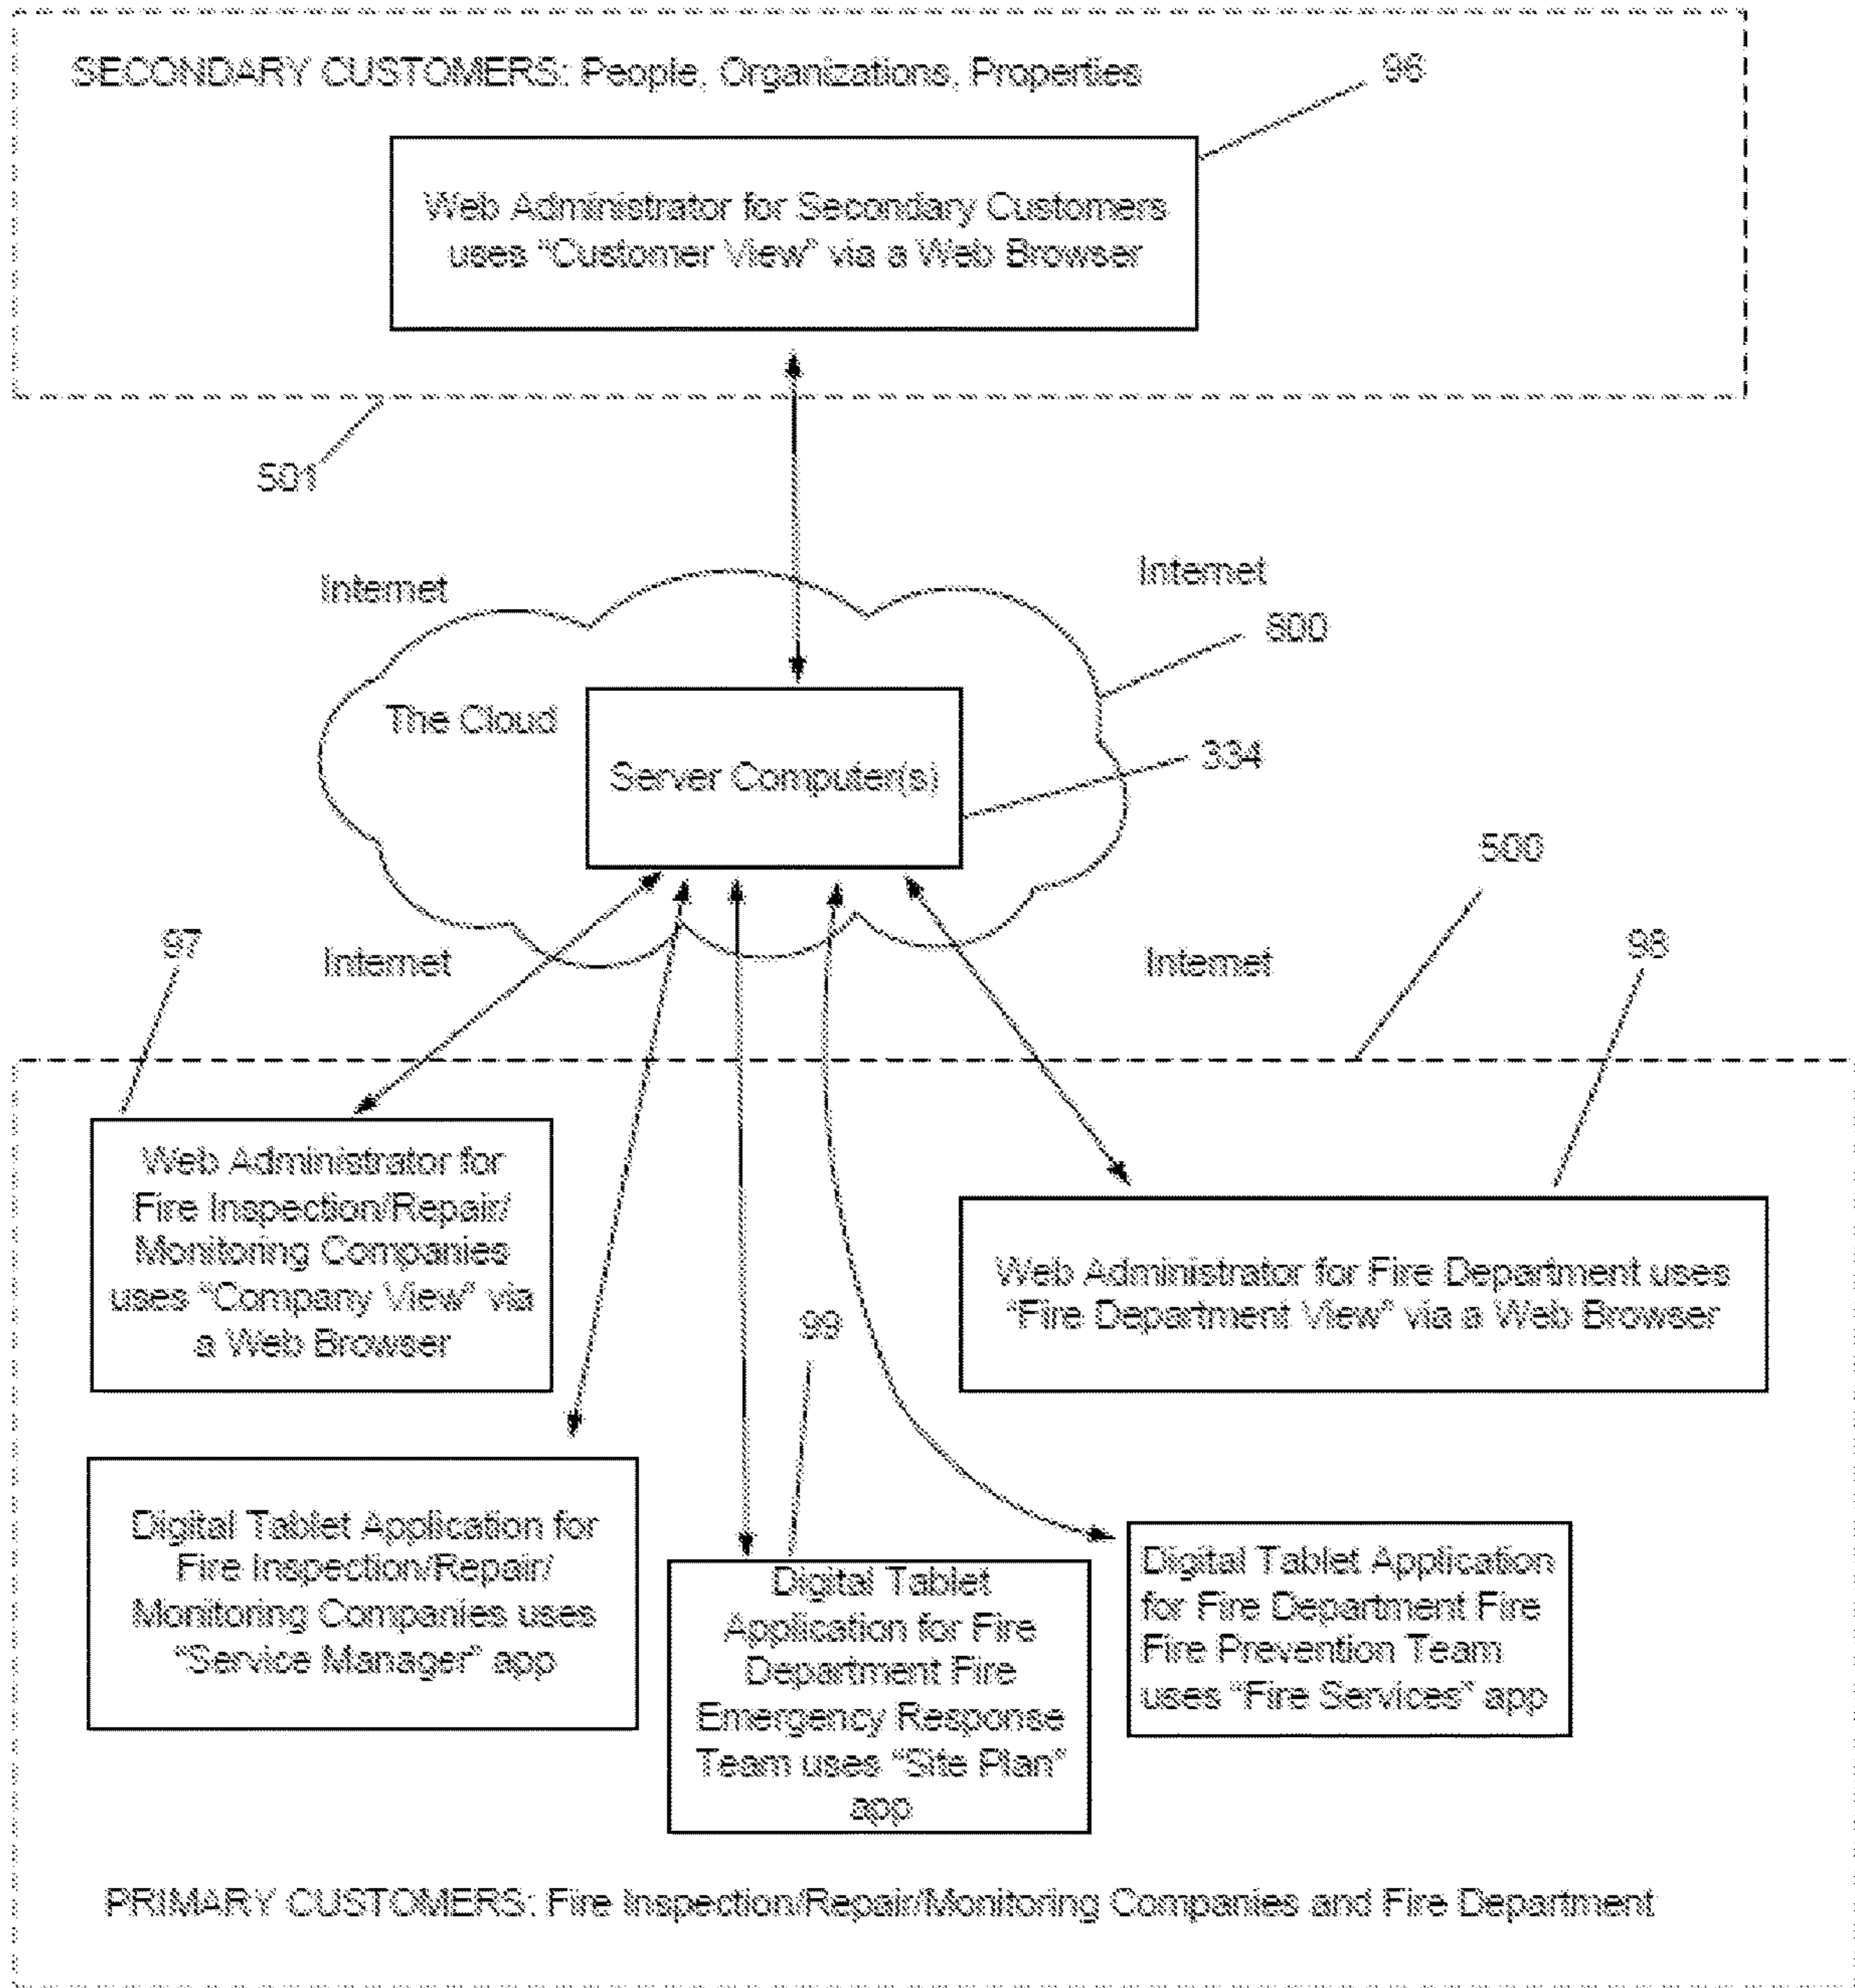 SECONDARY CUSTOMERS: People, Organizations, Properties
96
Web Administrator for Secondary Customers
uses "Customer View" via a Web Browser
501
Internet
Internet
800
The Cloud
Server Computer(s)
334
500
97
Internet
Internet
98
Web Administrator for
Fire Inspection/Repair/
Monitoring Companies
uses "Company View" via
a Web Browser
Web Administrator for Fire Department uses
"Fire Department View" via a Web Browser
99
Digital Tablet Application for
Fire Inspection/Repair/
Monitoring Companies uses
"Service Manager" app
Digital Tablet
Application for Fire
Department Fire
Emergency Response
Team uses "Site Plan"
app
Digital Tablet Application
for Fire Department Fire
Fire Prevention Team
uses "Fire Services" app
PRIMARY CUSTOMERS: Fire Inspection/Repair/Monitoring Companies and Fire Department